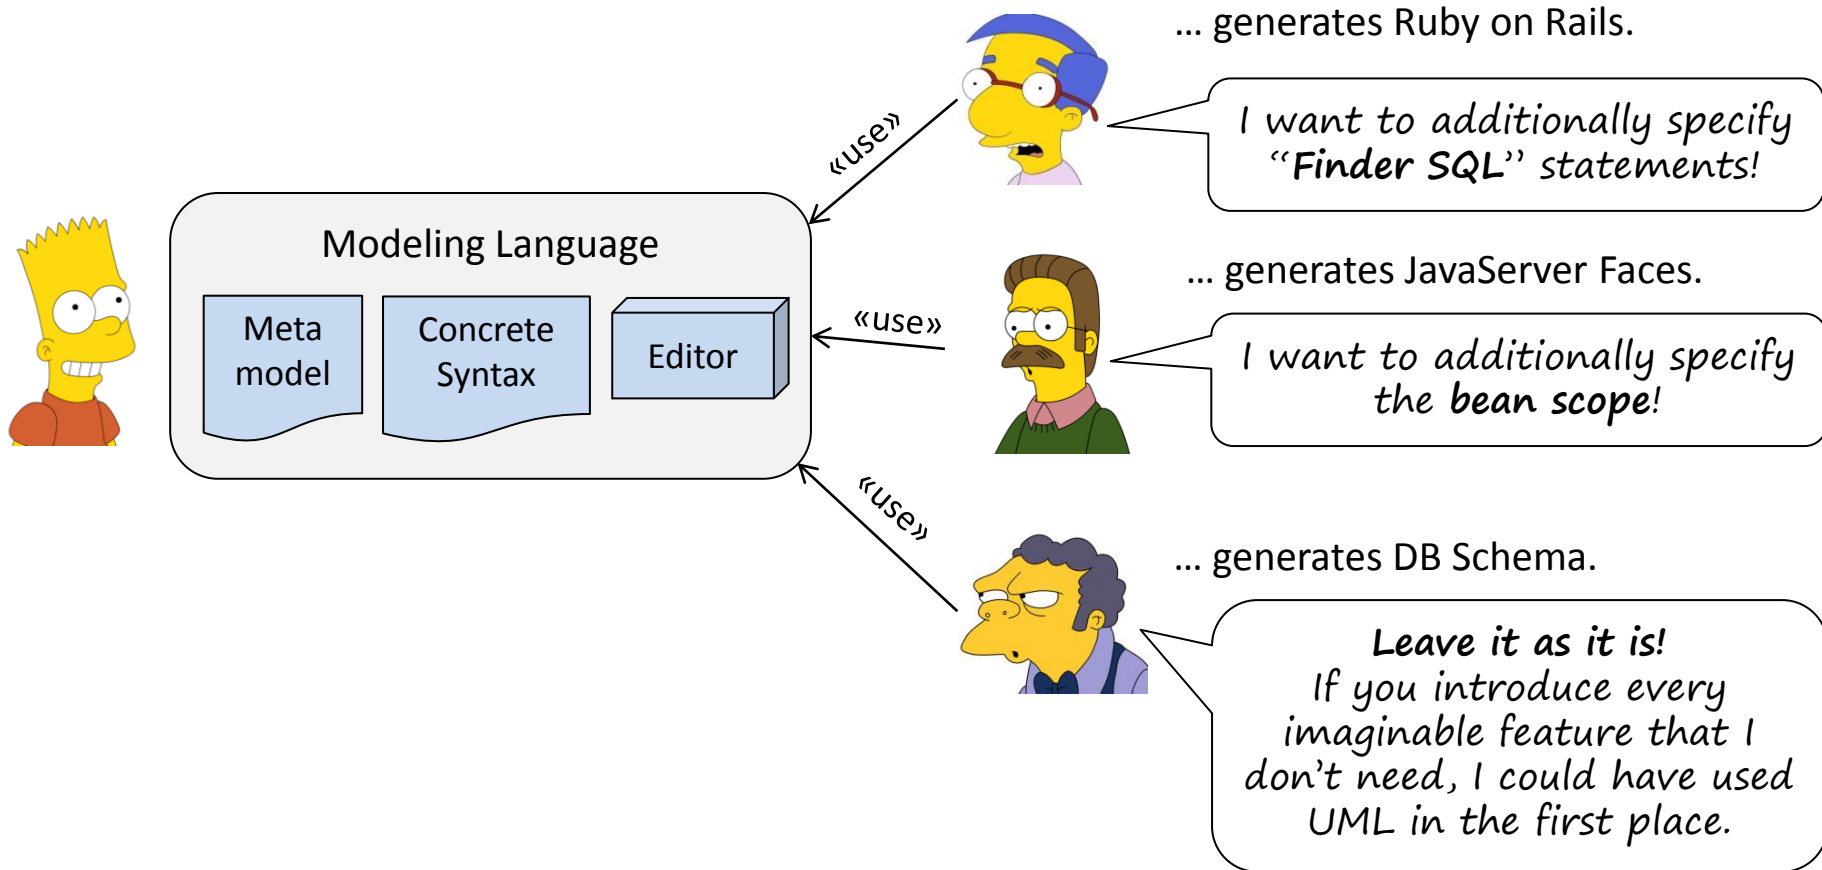 ... generates Ruby on Rails.
I want to additionally specify
“Finder SQL” statements!
«use»
Modeling Language
Meta
model
Concrete
Syntax
Editor
«use»
... generates JavaServer Faces.
I want to additionally specify
the bean scope!
«use»
... generates DB Schema.
Leave it as it is!
If you introduce every
imaginable feature that I
don’t need, I could have used
UML in the first place.